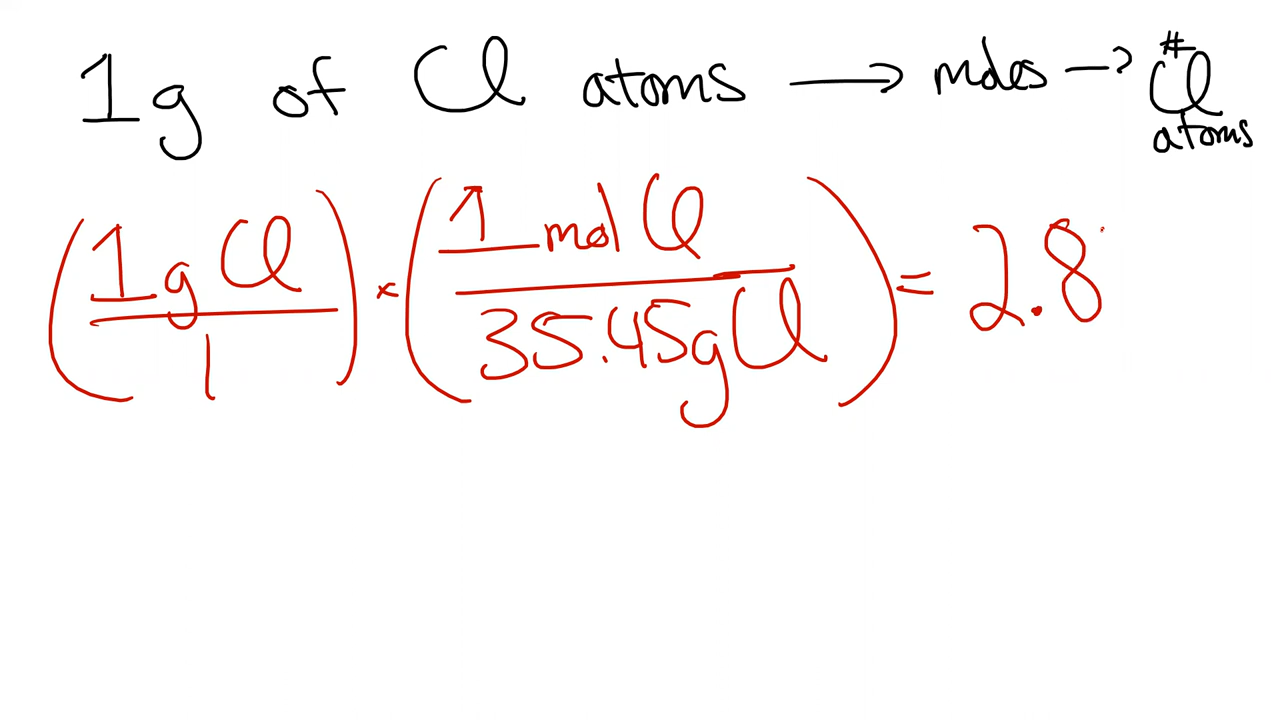 1g of Cl atoms → moles → # Cl atoms
(1g Cl / 1) × (1 mol Cl / 35.45g Cl) = 2.8